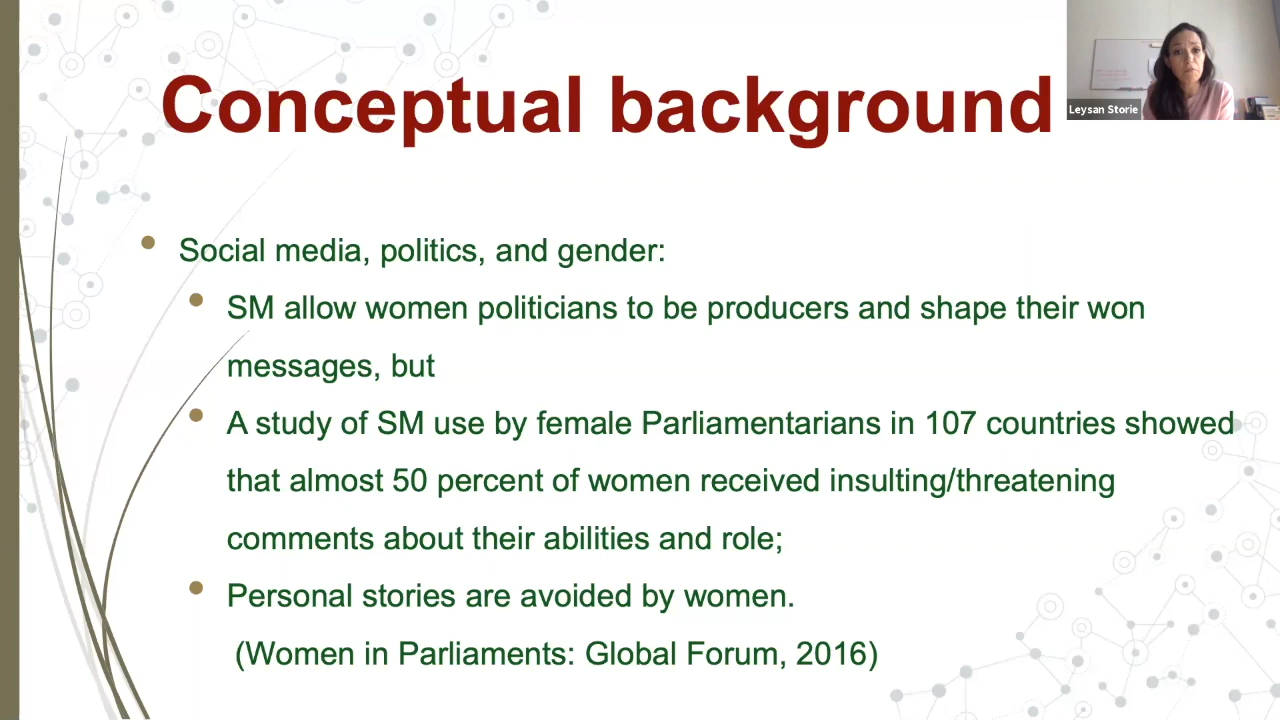 Conceptual background
Leysan Storie
Social media, politics, and gender:
SM allow women politicians to be producers and shape their won
messages, but
A study of SM use by female Parliamentarians in 107 countries showed
that almost 50 percent of women received insulting/threatening
comments about their abilities and role;
Personal stories are avoided by women.
(Women in Parliaments: Global Forum, 2016)